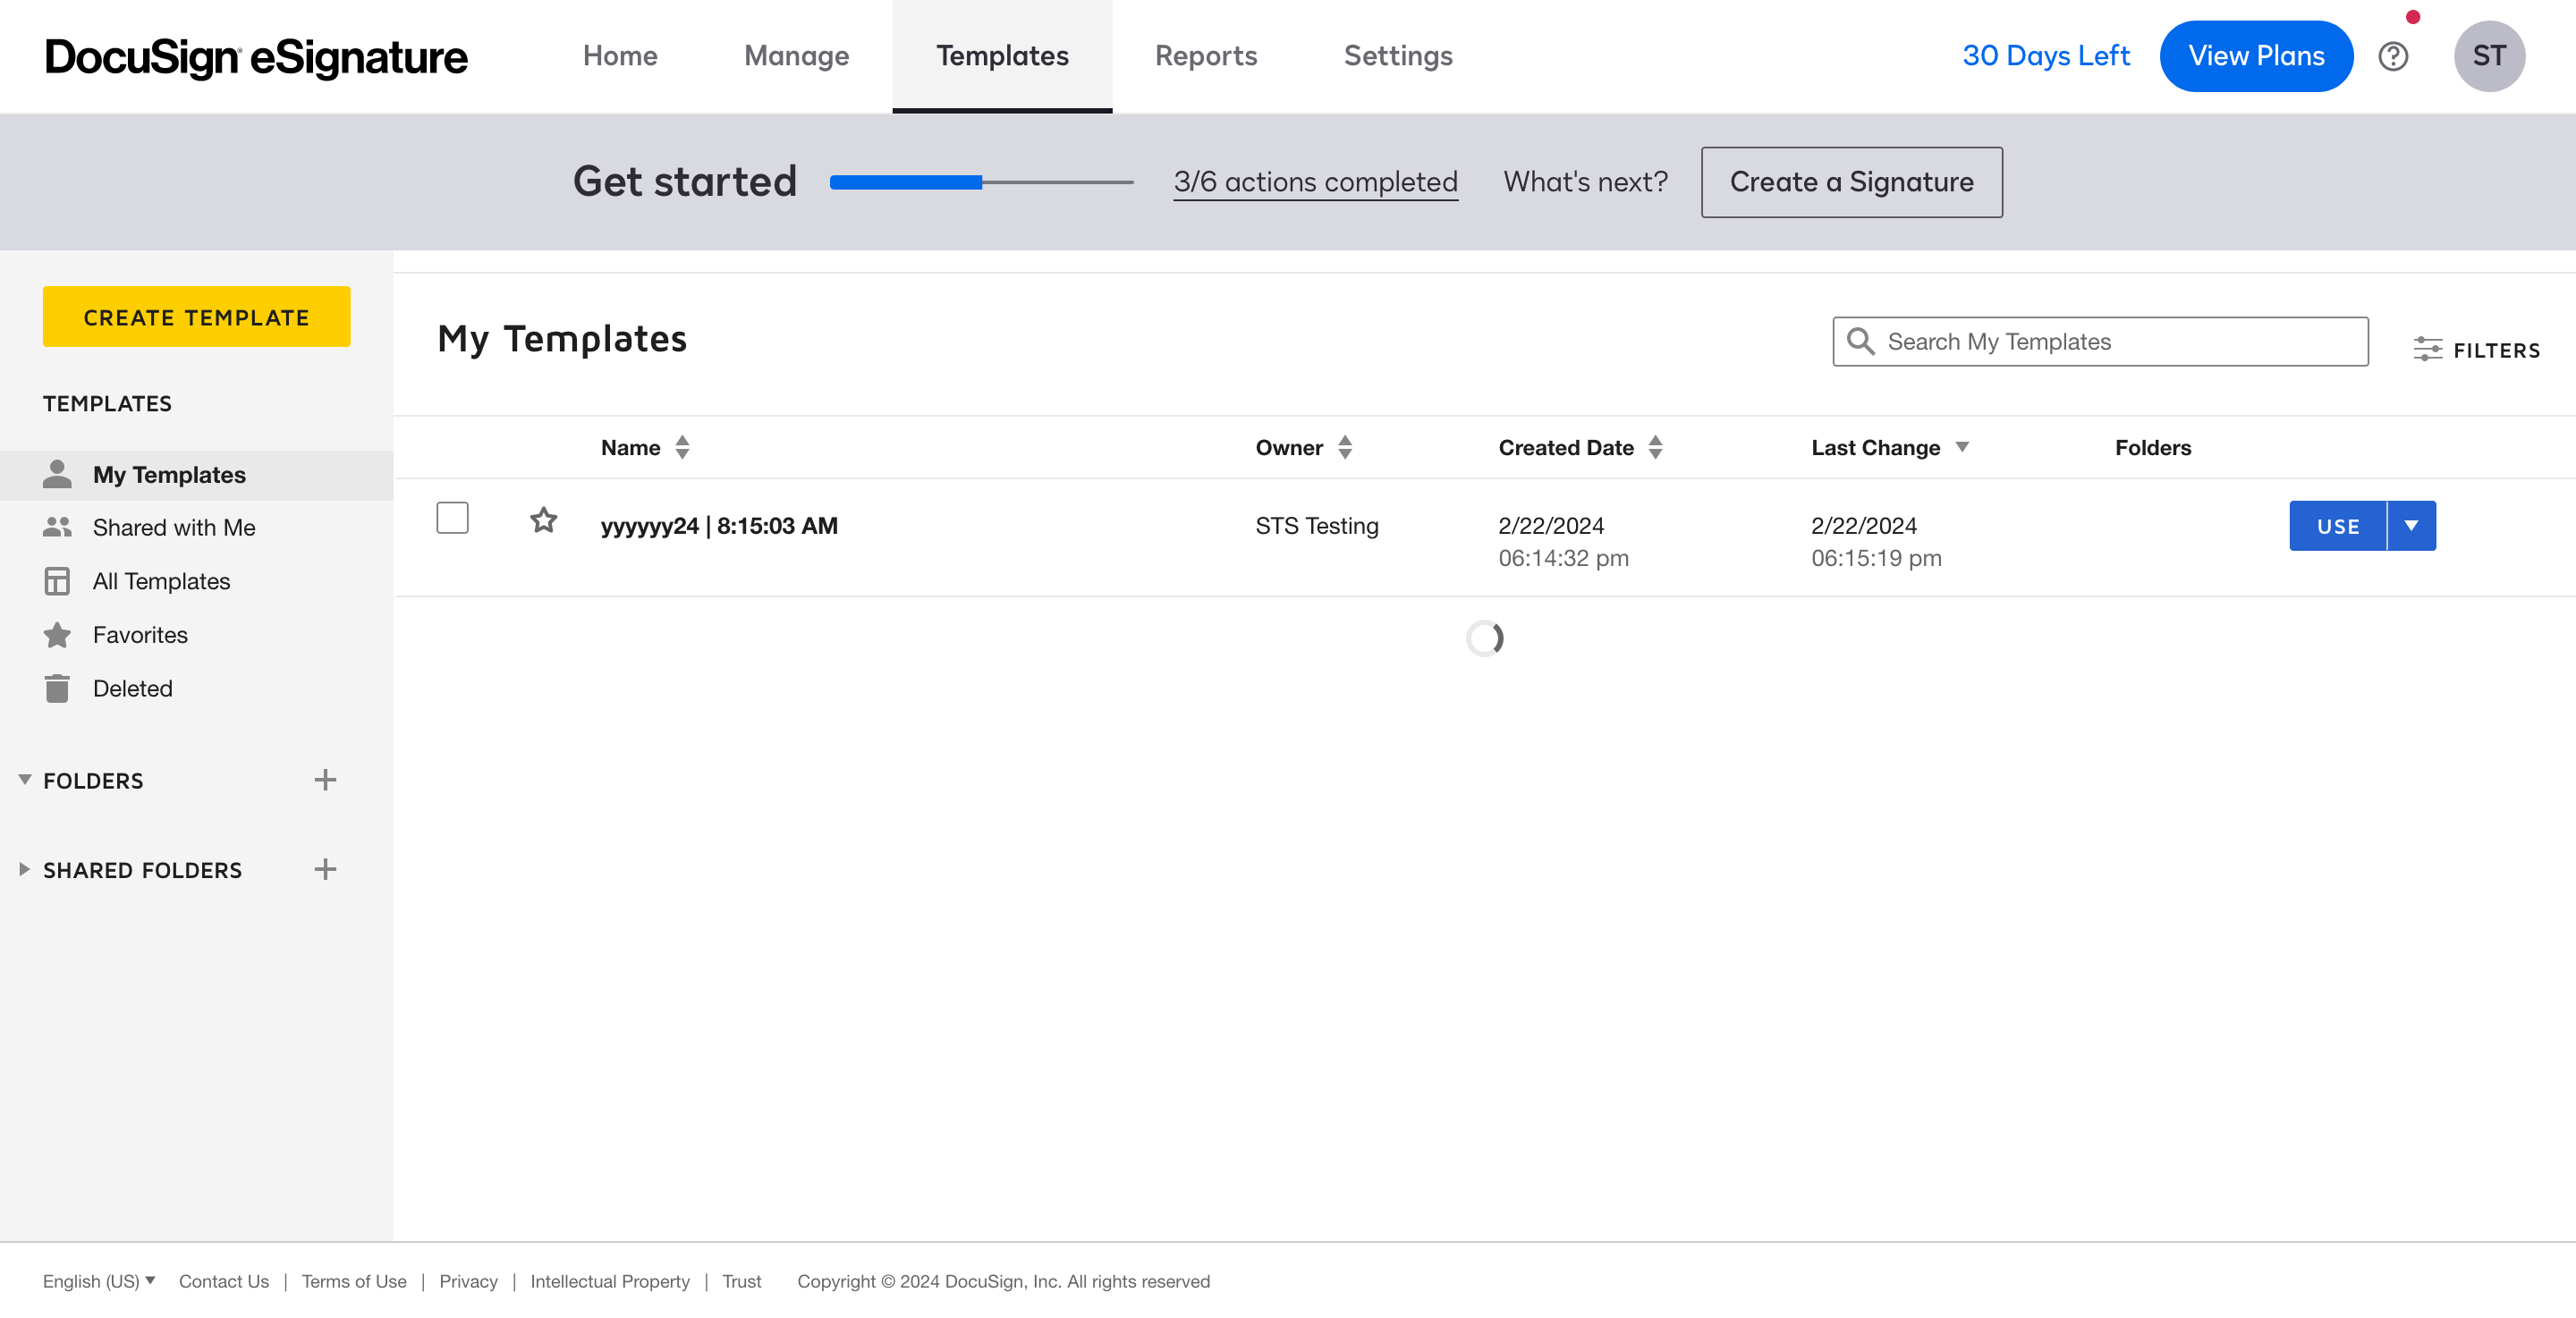 DocuSign eSignature
Home
Manage
Templates
Reports
Settings
30 Days Left
View Plans
ST
Get started
3/6 actions completed
What's next?
Create a Signature
CREATE TEMPLATE
TEMPLATES
My Templates
Shared with Me
All Templates
Favorites
Deleted
FOLDERS
SHARED FOLDERS
My Templates
Search My Templates
FILTERS
Name
Owner
Created Date
Last Change
Folders
yyyyyy24 | 8:15:03 AM
STS Testing
2/22/2024
06:14:32 pm
2/22/2024
06:15:19 pm
USE
English (US)
Contact Us | Terms of Use | Privacy | Intellectual Property | Trust
Copyright © 2024 DocuSign, Inc. All rights reserved